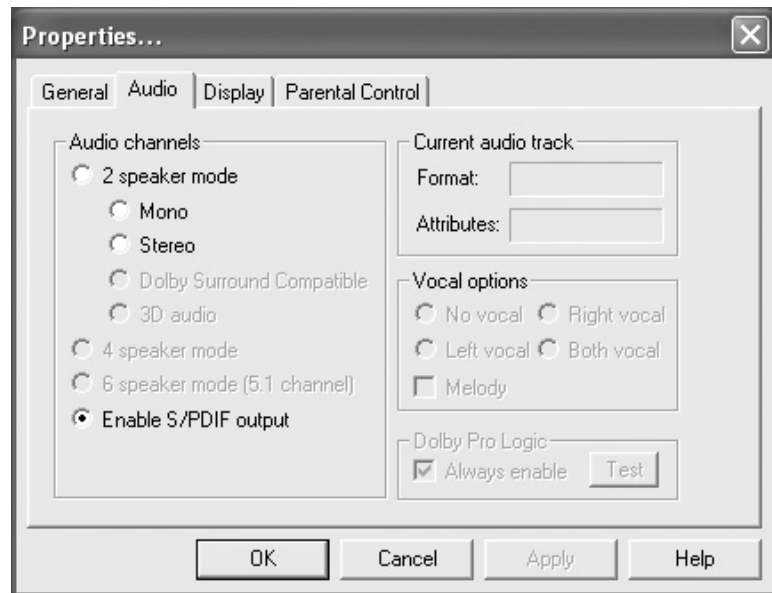 Properties...
General Audio Display Parental Control
Audio channels
2 speaker mode
Mono
Stereo
Dolby Surround Compatible
3D audio
4 speaker mode
6 speaker mode (5.1 channel)
Enable S/PDIF output
Current audio track
Format:
Attributes:
Vocal options
No vocal Right vocal
Left vocal Both vocal
Melody
Dolby Pro Logic
Always enable Test
OK Cancel Apply Help